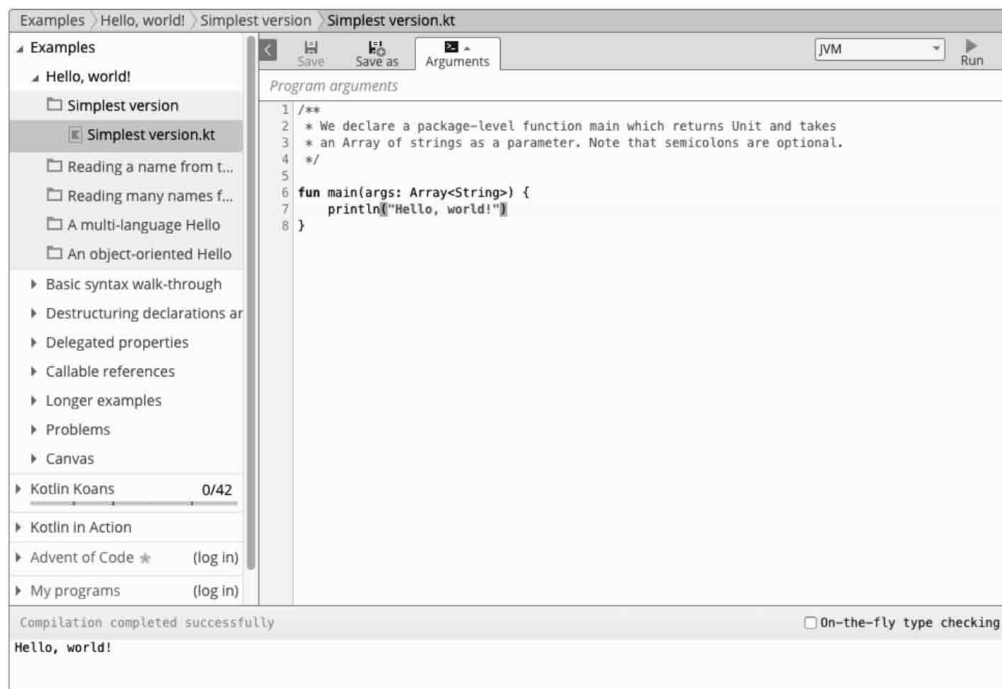 Examples Hello, world! Simplest version Simplest version.kt
Examples
Hello, world!
Simplest version
Simplest version.kt
Reading a name from t...
Reading many names f...
A multi-language Hello
An object-oriented Hello
Basic syntax walk-through
Destructuring declarations ar
Delegated properties
Callable references
Longer examples
Problems
Canvas
Kotlin Koans 0/42
Kotlin in Action
Advent of Code (log in)
My programs (log in)
Save Save as Arguments JVM Run
Program arguments
1 /**
2 * We declare a package-level function main which returns Unit and takes
3 * an Array of strings as a parameter. Note that semicolons are optional.
4 */
5
6 fun main(args: Array<String>) {
7 println("Hello, world!")
8 }
Compilation completed successfully On-the-fly type checking
Hello, world!